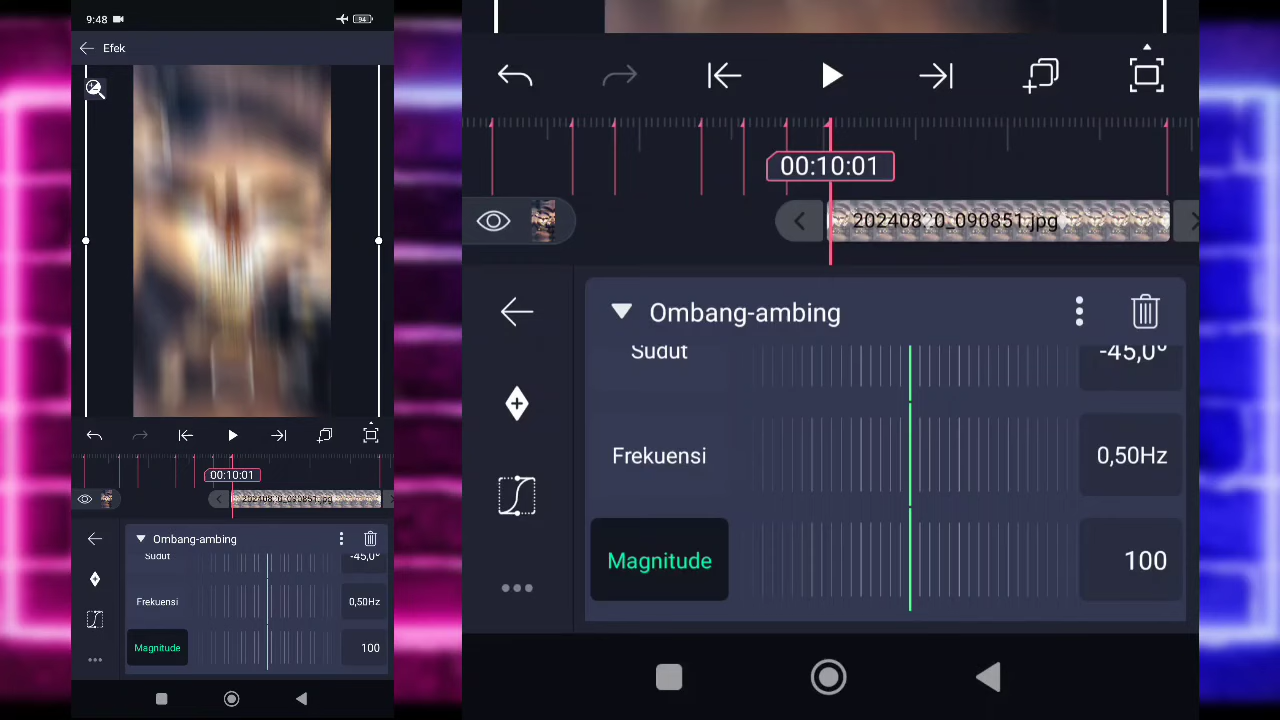 9:48
94
Efek
00:10:01
Ombang-ambing
Sudut
-45,0°
Frekuensi
0,50Hz
Magnitude
100
00:10:01
20240820_090851.jpg
Ombang-ambing
Sudut
-45,0°
Frekuensi
0,50Hz
Magnitude
100